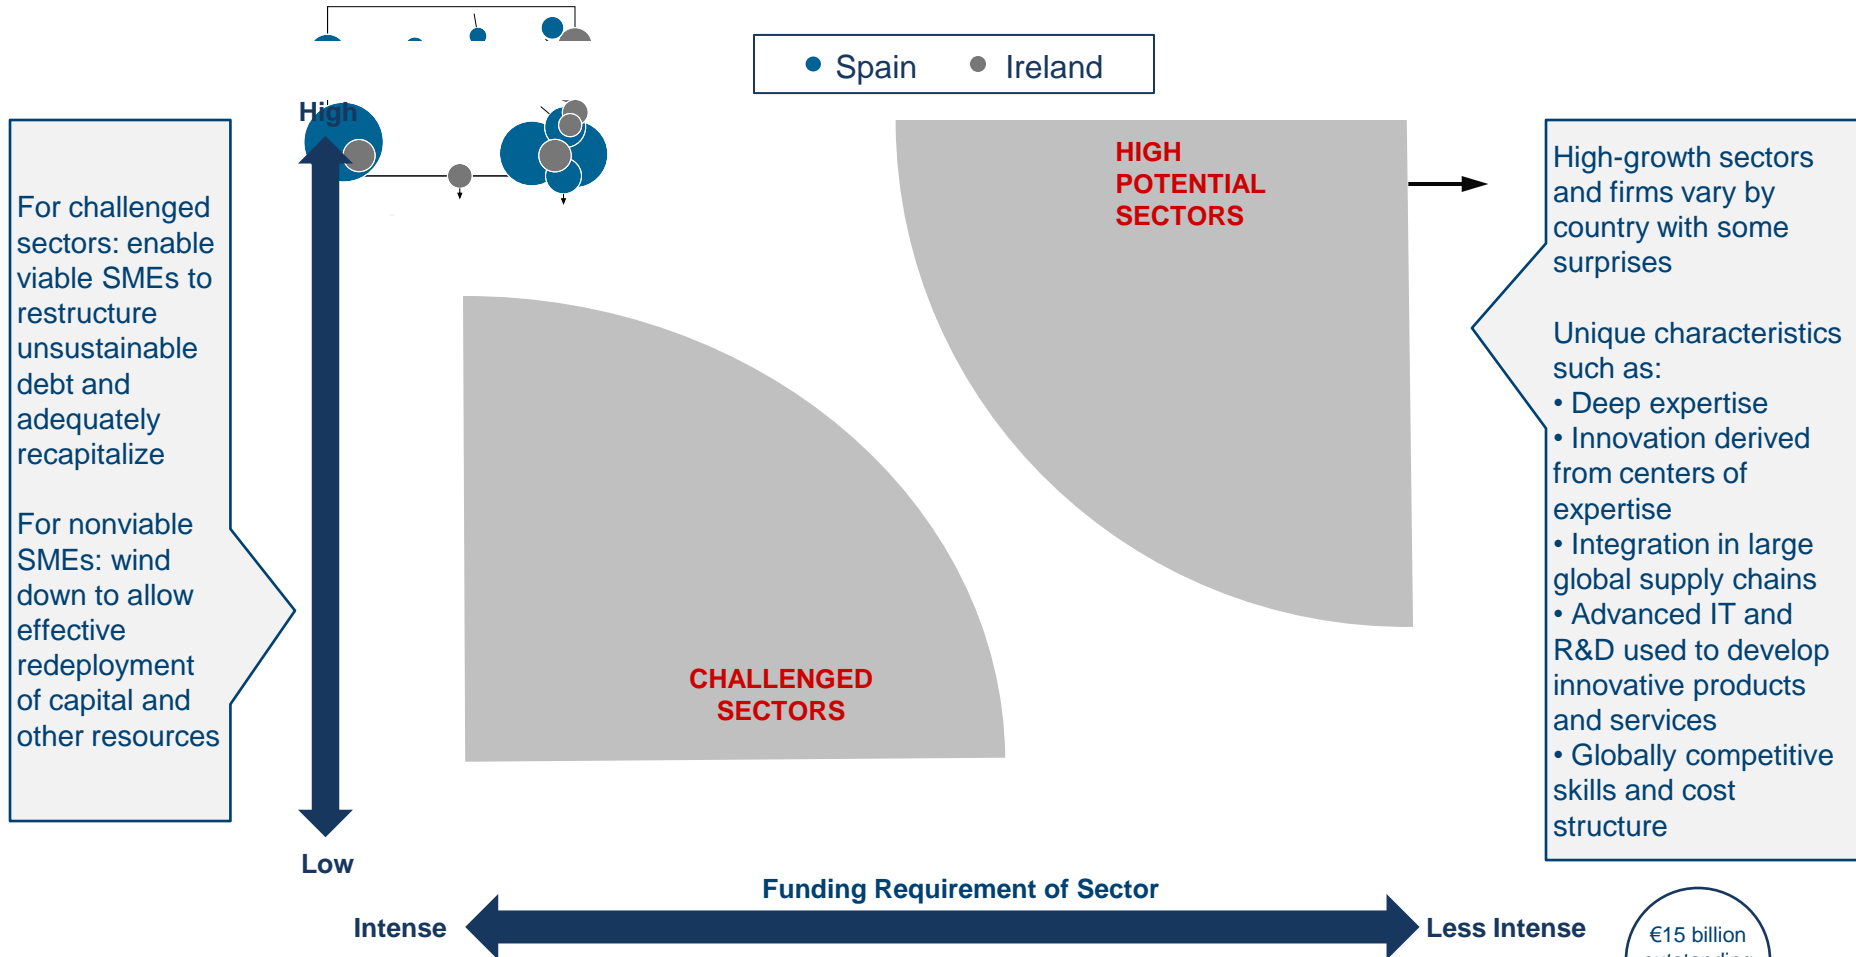 Spain
Ireland
High
For challenged
sectors: enable
viable SMEs to
restructure
unsustainable
debt and
adequately
recapitalize
For nonviable
SMEs: wind
down to allow
effective
redeployment
of capital and
other resources
HIGH
POTENTIAL
SECTORS
CHALLENGED
SECTORS
High-growth sectors
and firms vary by
country with some
surprises
Unique characteristics
such as:
• Deep expertise
• Innovation derived
from centers of
expertise
• Integration in large
global supply chains
• Advanced IT and
R&D used to develop
innovative products
and services
• Globally competitive
skills and cost
structure
Low
Funding Requirement of Sector
Intense
Less Intense
€15 billion